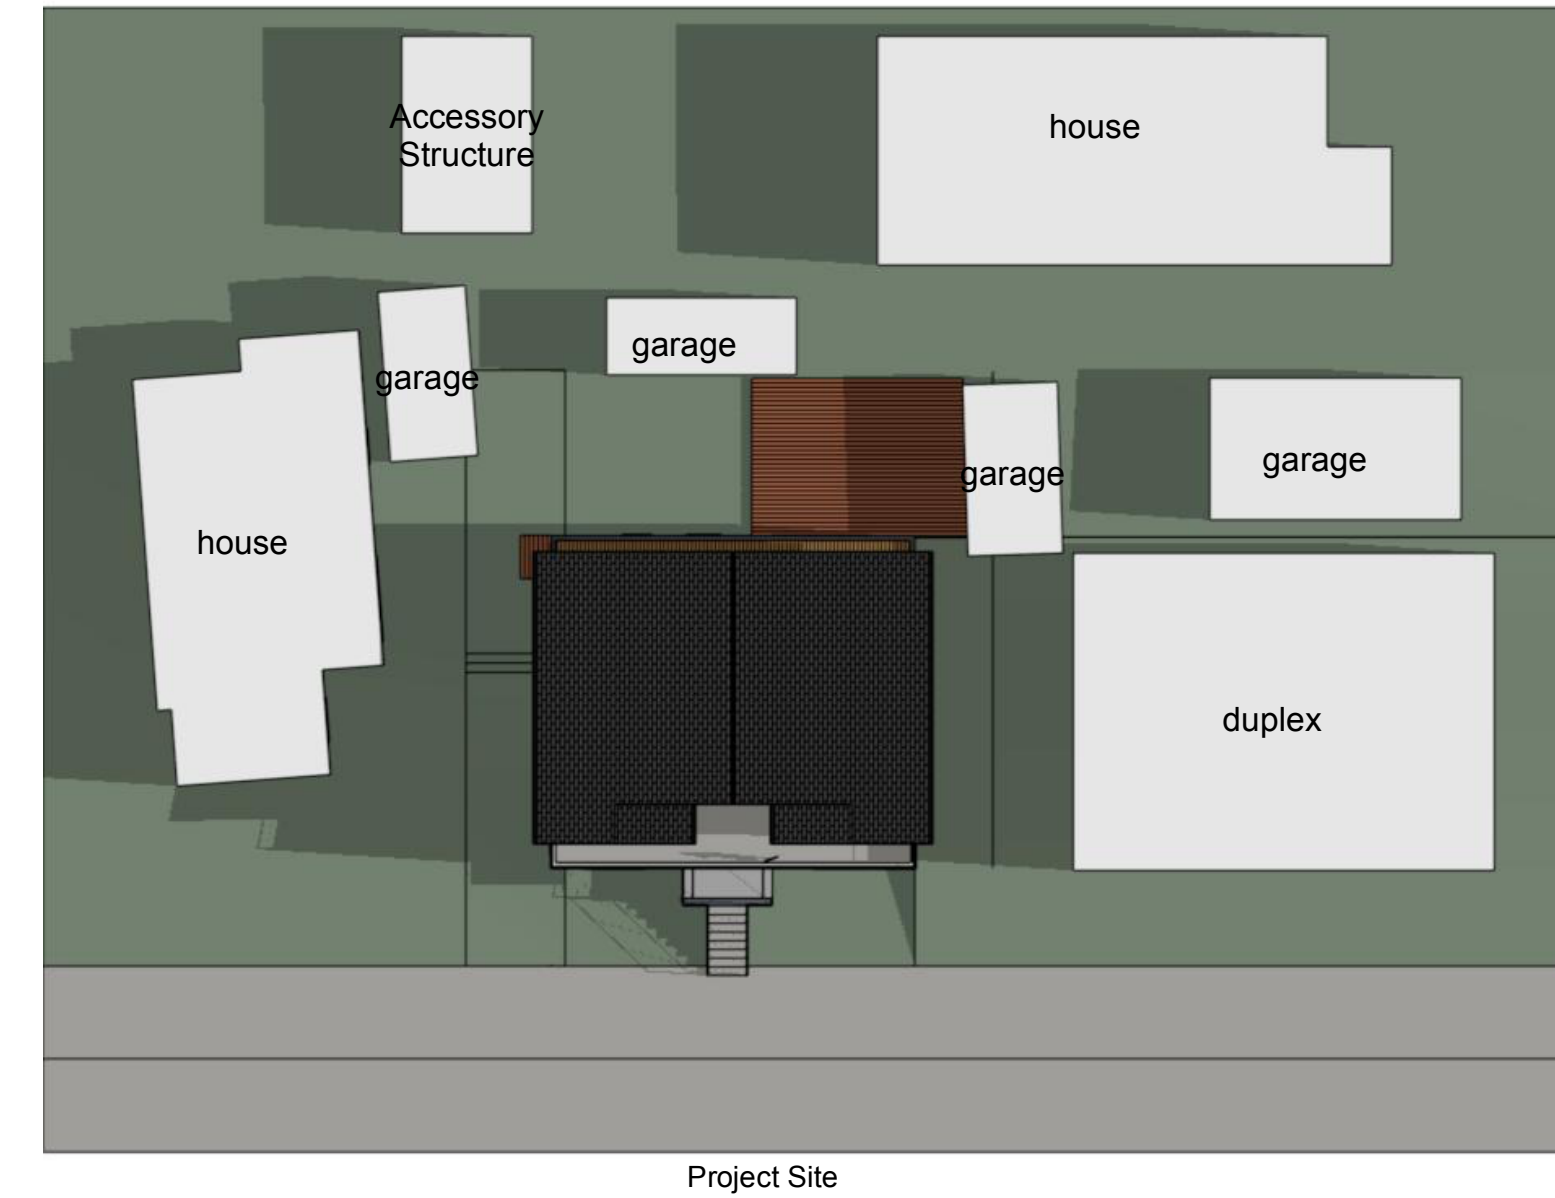 Accessory
Structure
house
garage
garage
garage
garage
house
duplex
Project Site